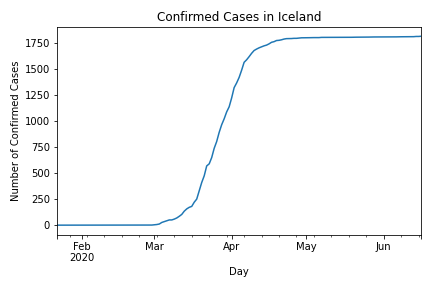 Confirmed Cases in Iceland
Number of Confirmed Cases
1750
1500
1250
1000
750
500
250
0
Feb Mar Apr May Jun
2020
Day